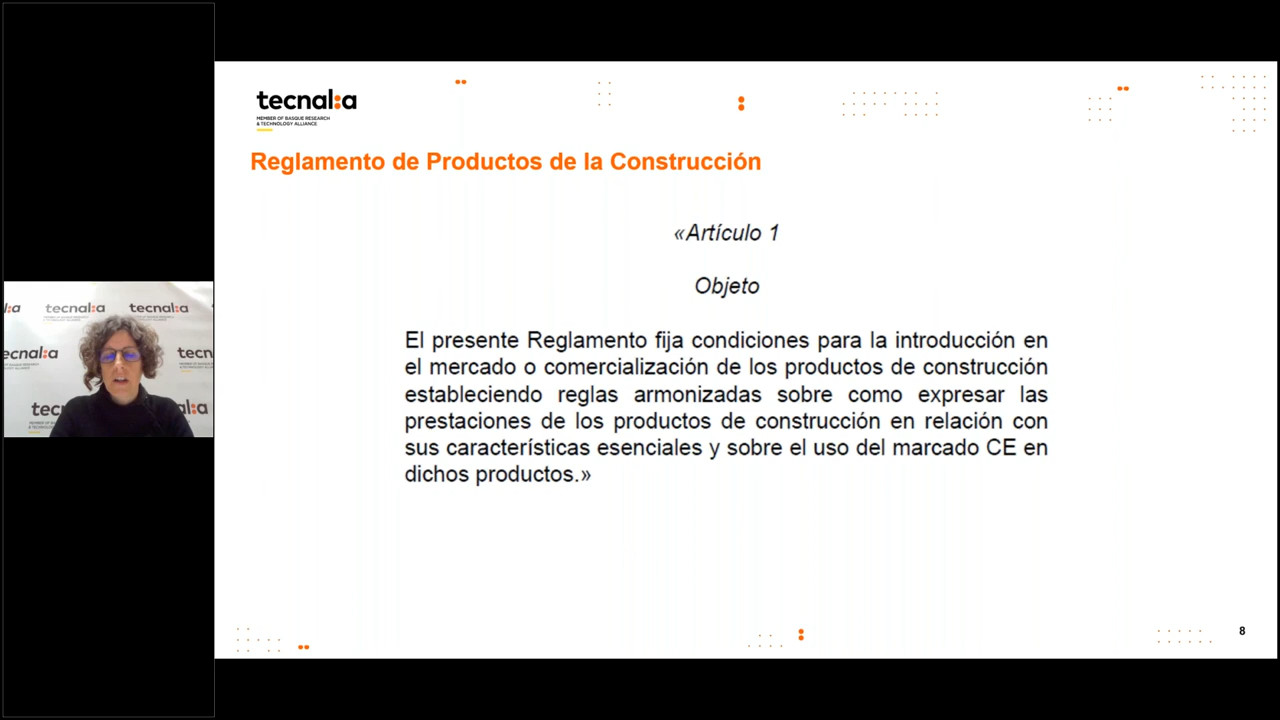 tecnal:a
MEMBER OF BASQUE RESEARCH
& TECHNOLOGY ALLIANCE
Reglamento de Productos de la Construcción
«Artículo 1
Objeto
El presente Reglamento fija condiciones para la introducción en
el mercado o comercialización de los productos de construcción
estableciendo reglas armonizadas sobre como expresar las
prestaciones de los productos de construcción en relación con
sus características esenciales y sobre el uso del marcado CE en
dichos productos.»
8
tecnal:a
tecnal:a